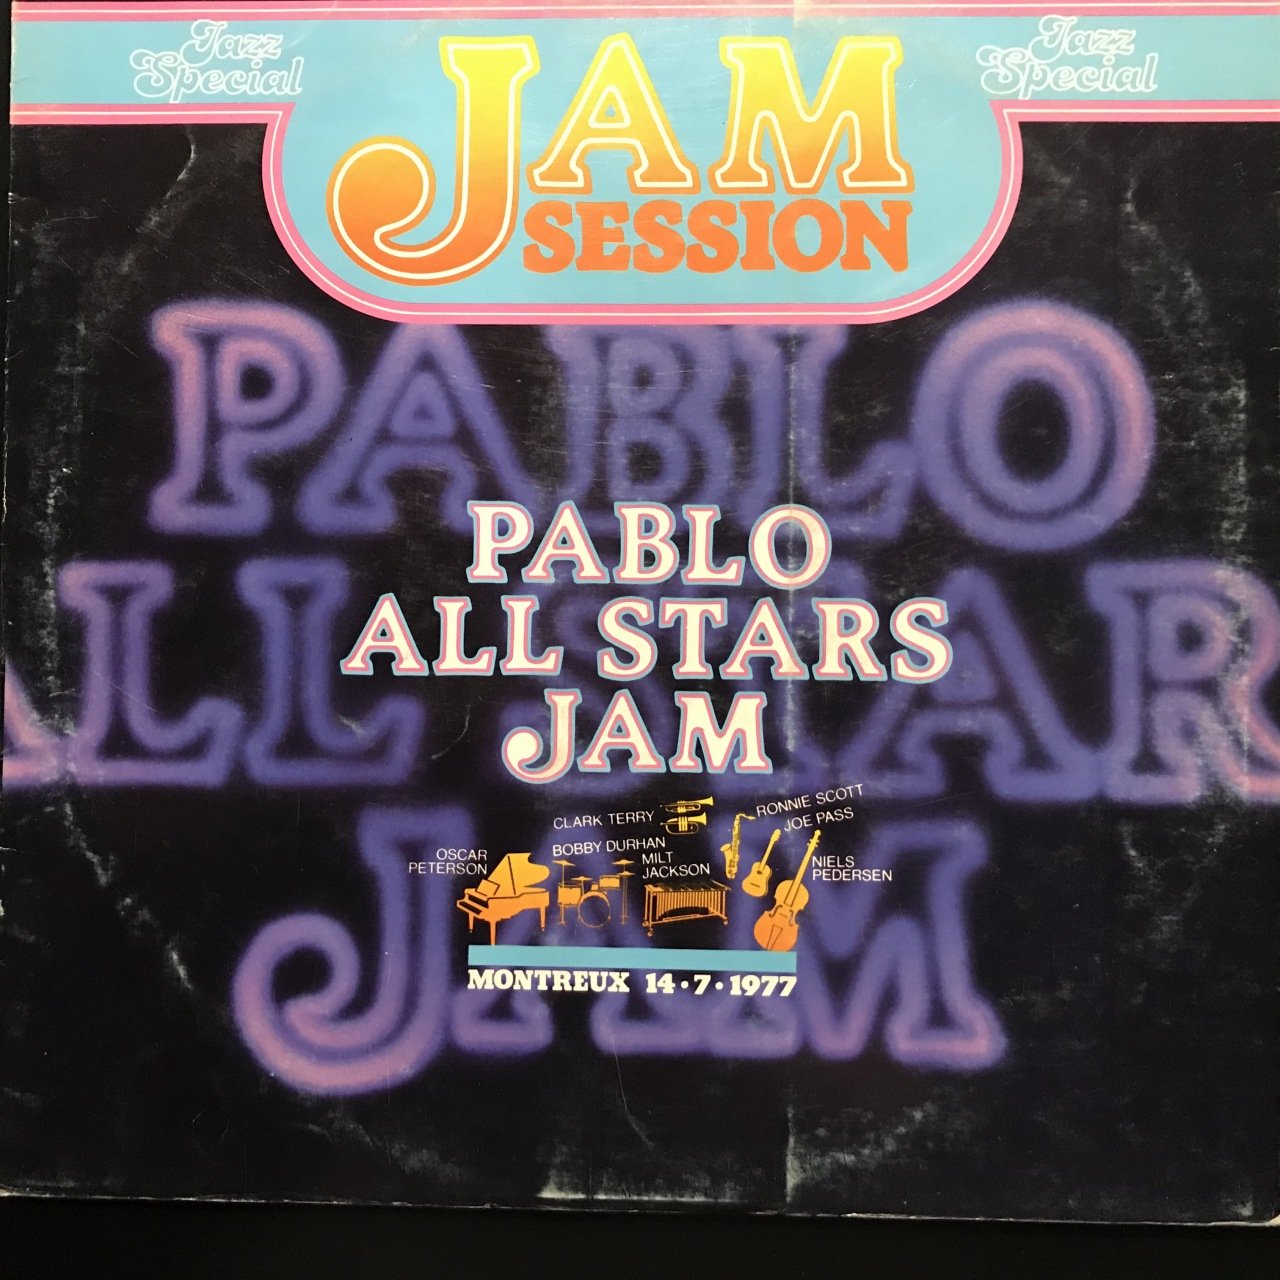 Jazz
Special
JAM
SESSION
Jazz
Special
PABLO
ALL STAR
JAM
PABLO
ALL STARS
JAM
CLARK TERRY
RONNIE SCOTT
JOE PASS
OSCAR
PETERSON
BOBBY DURHAN
MILT
JACKSON
NIELS
PEDERSEN
MONTREUX 14·7·1977